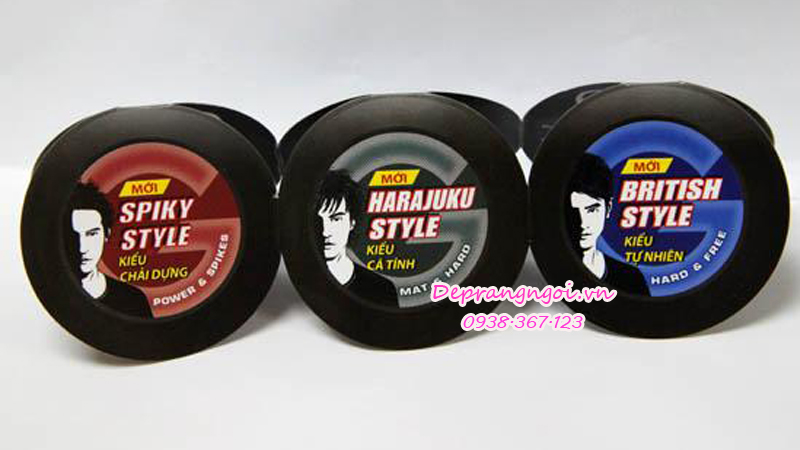 MỚI
SPIKY
STYLE
KIỂU
CHẢI DỰNG
POWER & SPIKES
MỚI
HARAJUKU
STYLE
KIỂU
CÁ TÍNH
MAT & HARD
MỚI
BRITISH
STYLE
KIỂU
TỰ NHIÊN
HARD & FREE
Deprangngoi.vn
0938·367·123